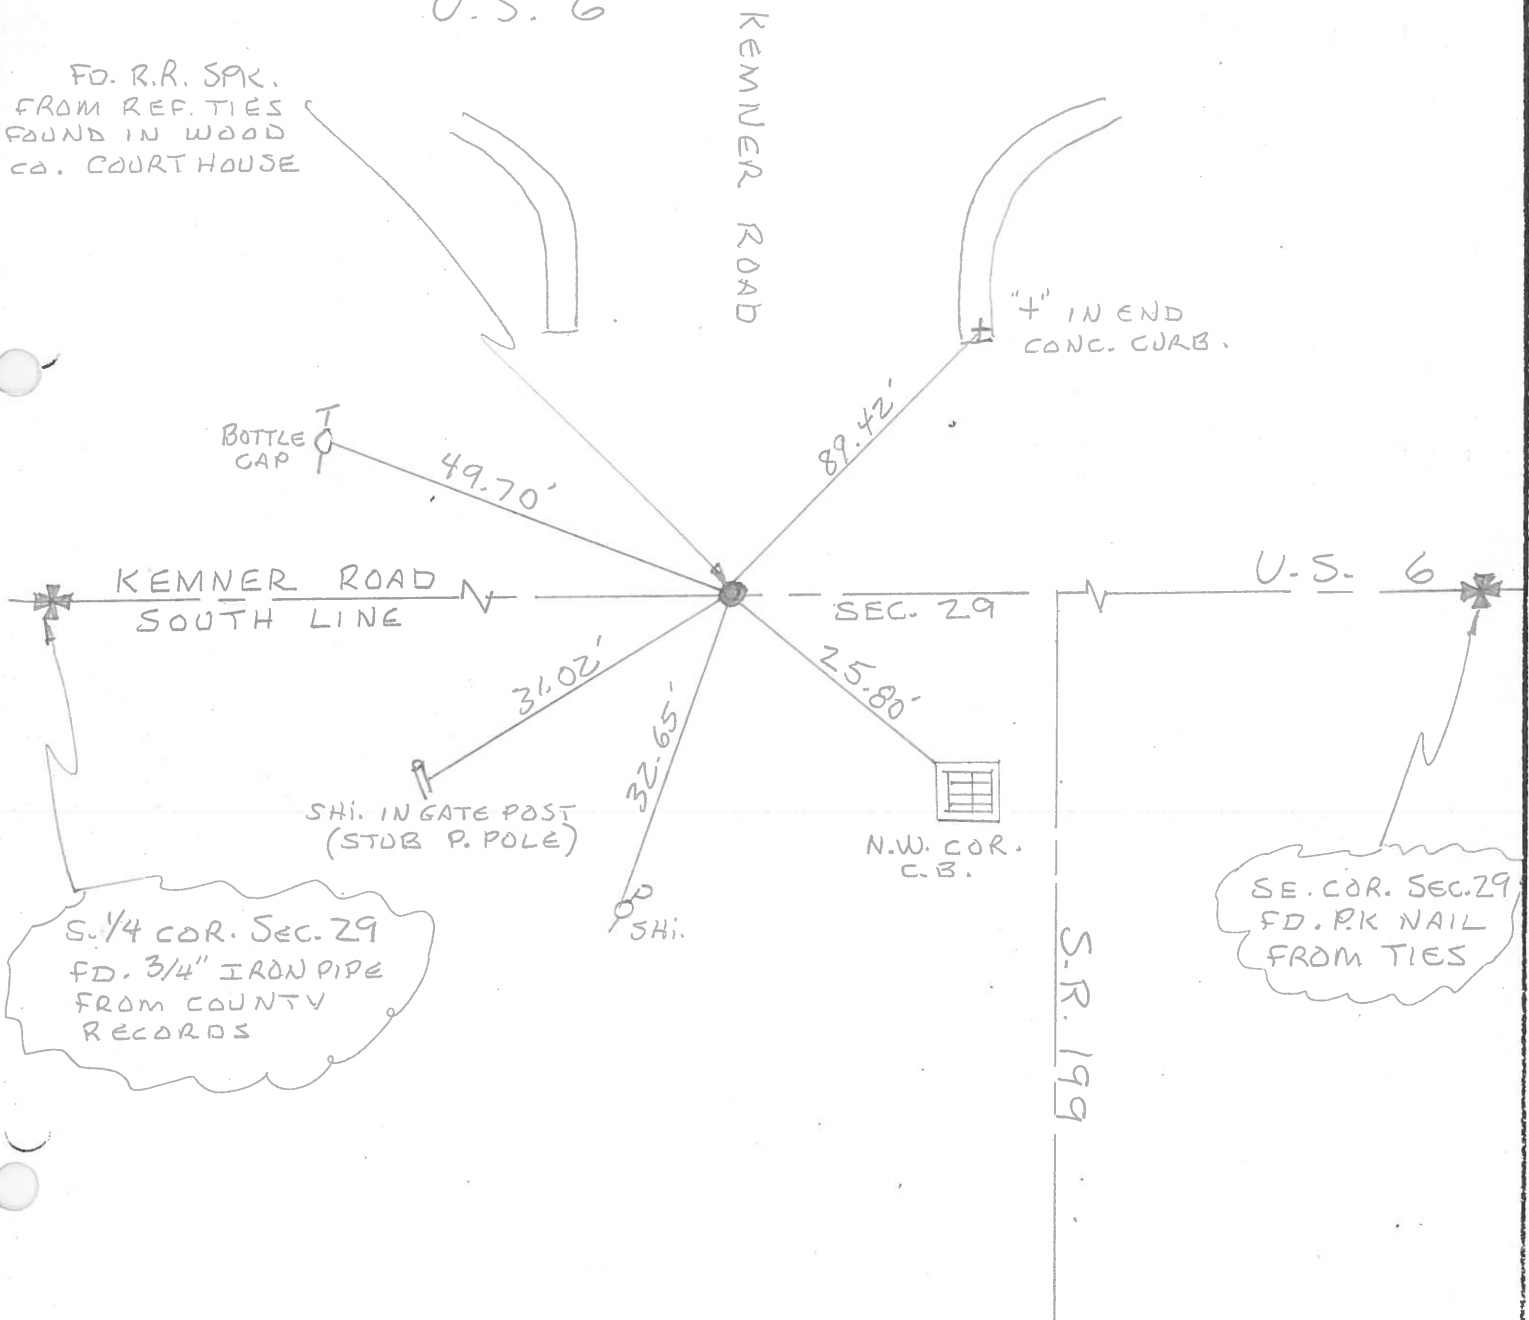 U.S. 6
KEMNER ROAD
FD. R.R. SPK.
FROM REF. TIES
FOUND IN WOOD
CO. COURT HOUSE
"+" IN END
CONC. CURB.
BOTTLE
CAP
49.70'
89.42'
KEMNER ROAD
SOUTH LINE
SEC. 29
U.S. 6
31.02'
32.65'
25.80'
SHI. IN GATE POST
(STUB P. POLE)
SHI.
N.W. COR.
C.B.
S.R. 199
S. 1/4 COR. SEC. 29
FD. 3/4" IRON PIPE
FROM COUNTY
RECORDS
SE. COR. SEC. 29
FD. P.K NAIL
FROM TIES